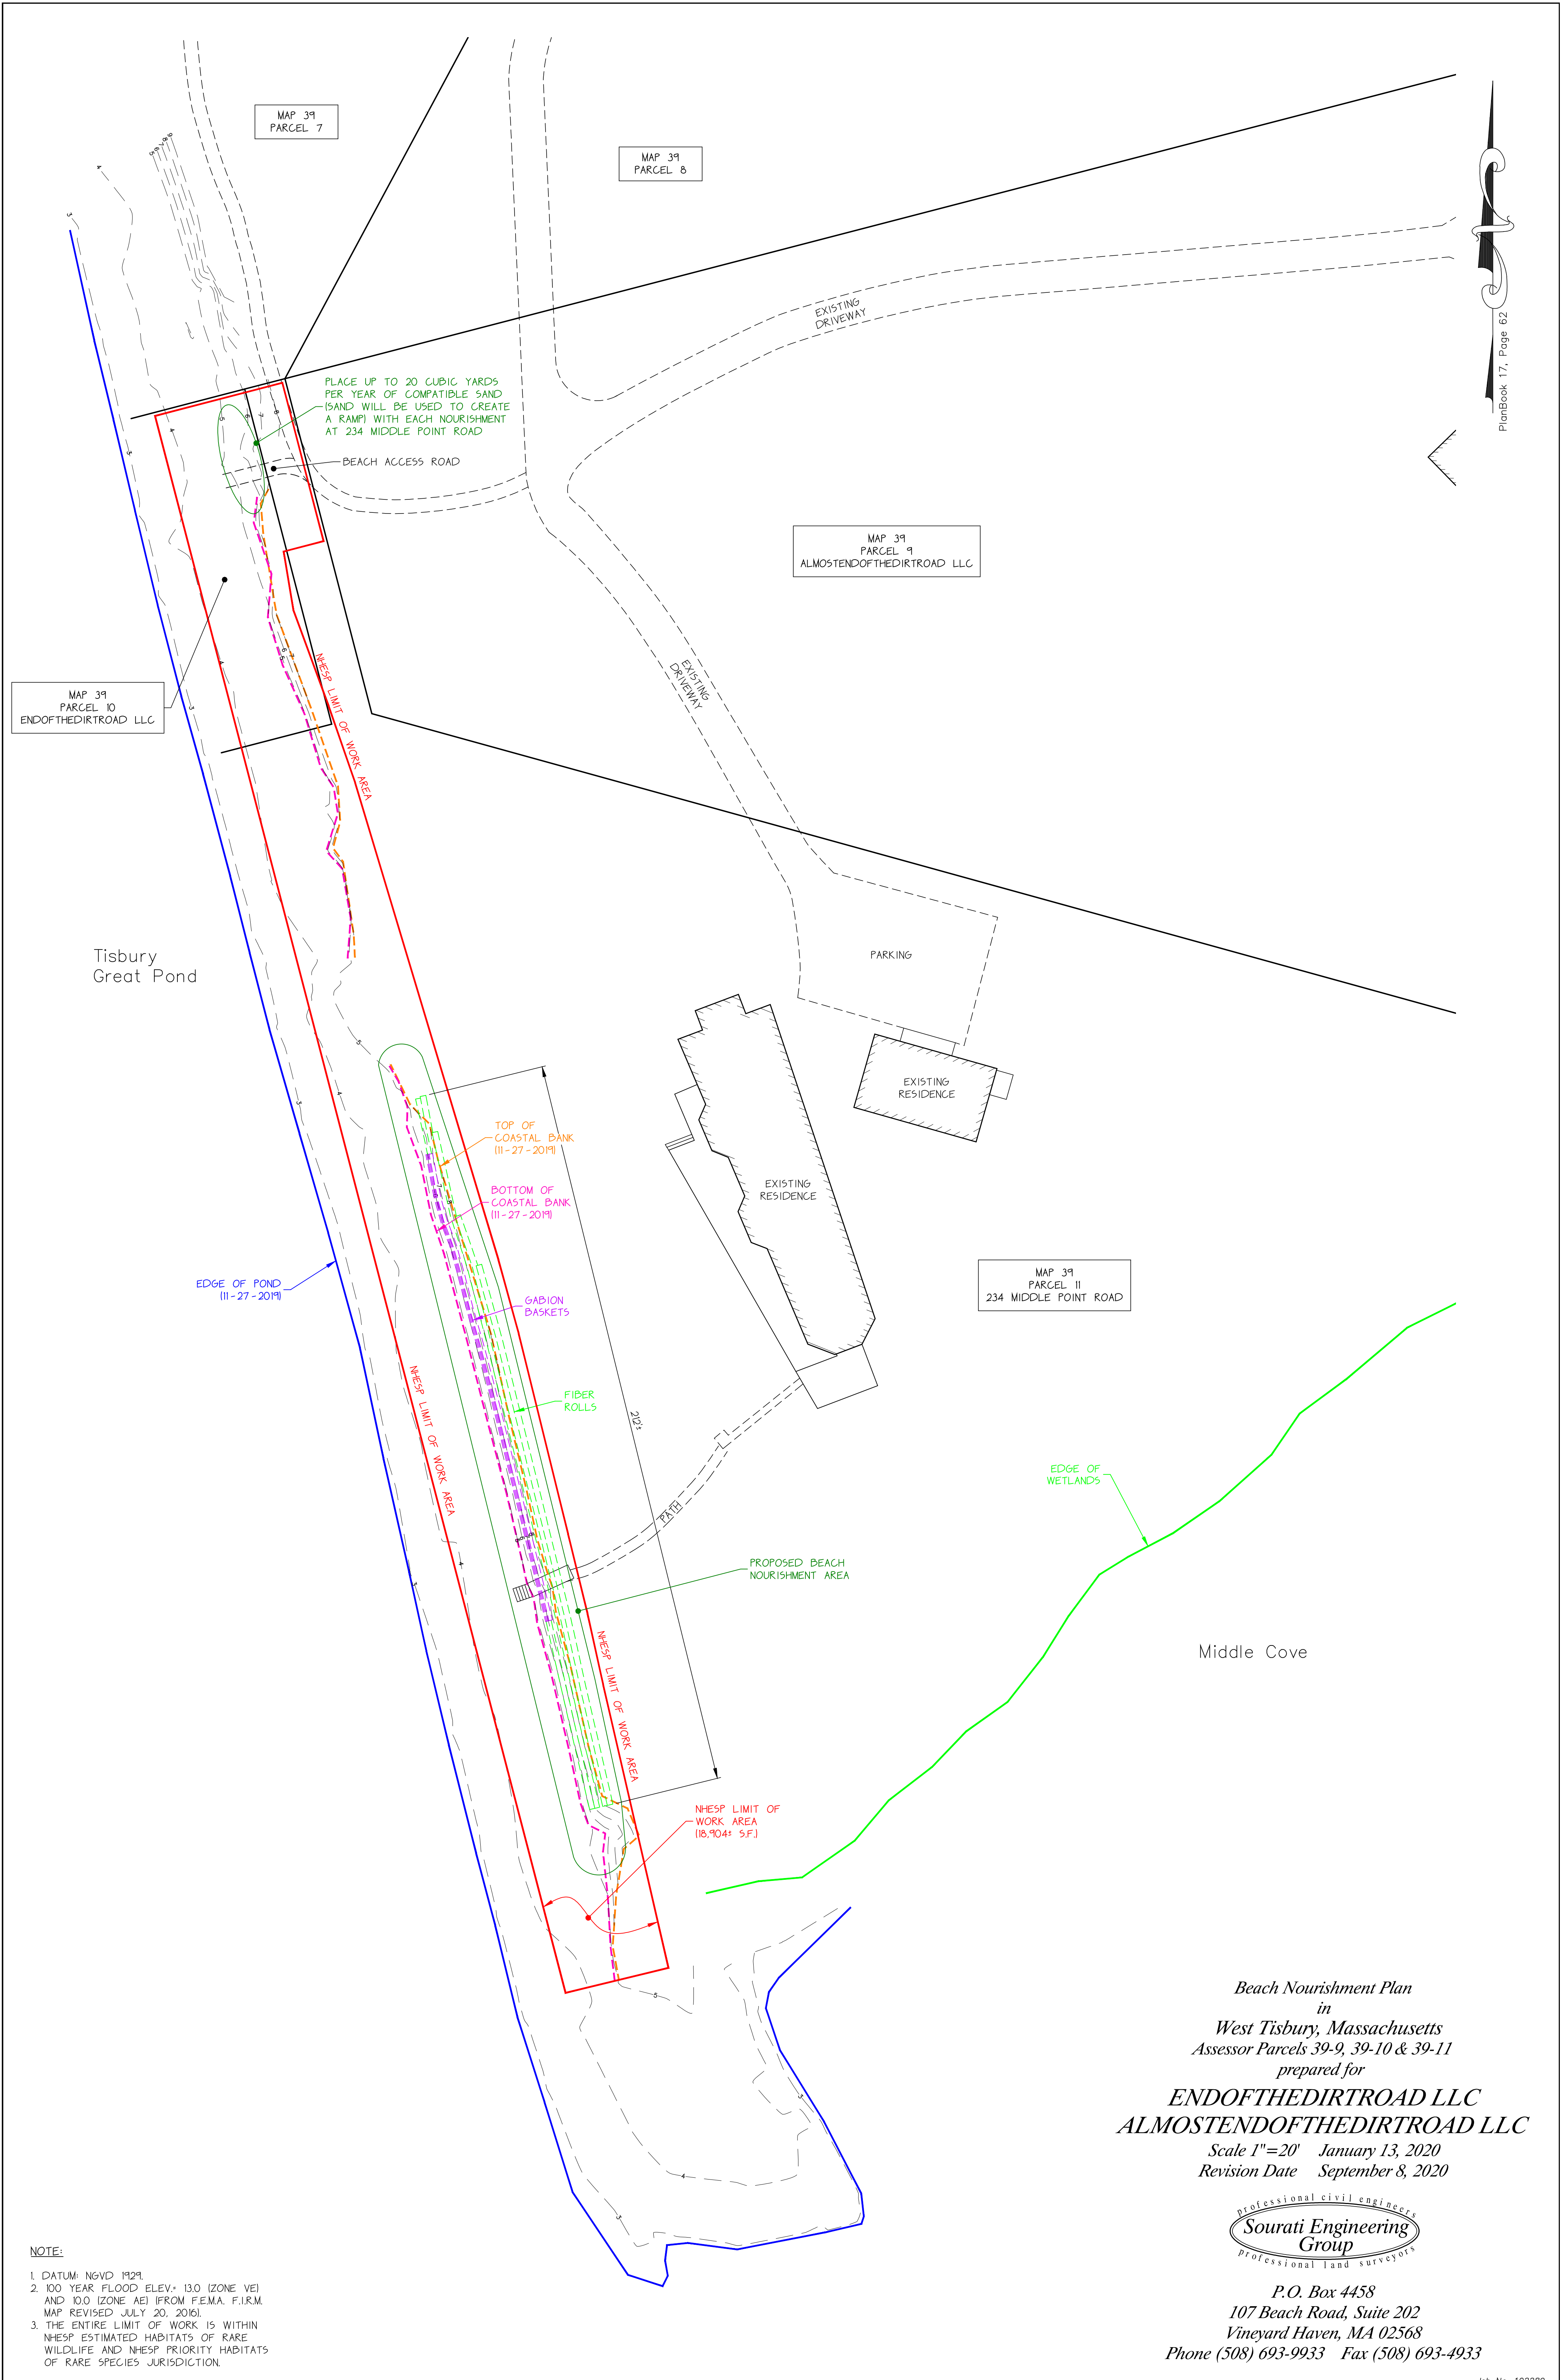 MAP 39
PARCEL 7
MAP 39
PARCEL 8
PlanBook 17, Page 62
EXISTING
DRIVEWAY
PLACE UP TO 20 CUBIC YARDS
PER YEAR OF COMPATIBLE SAND
(SAND WILL BE USED TO CREATE
A RAMP) WITH EACH NOURISHMENT
AT 234 MIDDLE POINT ROAD
BEACH ACCESS ROAD
MAP 39
PARCEL 9
ALMOSTENDOFTHEDIRTROAD LLC
EXISTING
DRIVEWAY
MAP 39
PARCEL 10
ENDOFTHEDIRTROAD LLC
NHESP LIMIT OF WORK AREA
Tisbury
Great Pond
PARKING
EXISTING
RESIDENCE
TOP OF
COASTAL BANK
(11-27-2019)
EXISTING
RESIDENCE
BOTTOM OF
COASTAL BANK
(11-27-2019)
EDGE OF POND
(11-27-2019)
GABION
BASKETS
MAP 39
PARCEL 11
234 MIDDLE POINT ROAD
FIBER
ROLLS
212'±
NHESP LIMIT OF WORK AREA
EDGE OF
WETLANDS
PATH
PROPOSED BEACH
NOURISHMENT AREA
Middle Cove
NHESP LIMIT OF WORK AREA
NHESP LIMIT OF
WORK AREA
(18,904± S.F.)
Beach Nourishment Plan
in
West Tisbury, Massachusetts
Assessor Parcels 39-9, 39-10 & 39-11
prepared for
ENDOFTHEDIRTROAD LLC
ALMOSTENDOFTHEDIRTROAD LLC
Scale 1"=20' January 13, 2020
Revision Date September 8, 2020
professional civil engineers
Sourati Engineering
Group
professional land surveyors
P.O. Box 4458
107 Beach Road, Suite 202
Vineyard Haven, MA 02568
Phone (508) 693-9933 Fax (508) 693-4933
NOTE:
1. DATUM: NGVD 1929.
2. 100 YEAR FLOOD ELEV.= 13.0 (ZONE VE)
AND 10.0 (ZONE AE) (FROM F.E.M.A. F.I.R.M.
MAP REVISED JULY 20, 2016).
3. THE ENTIRE LIMIT OF WORK IS WITHIN
NHESP ESTIMATED HABITATS OF RARE
WILDLIFE AND NHESP PRIORITY HABITATS
OF RARE SPECIES JURISDICTION.